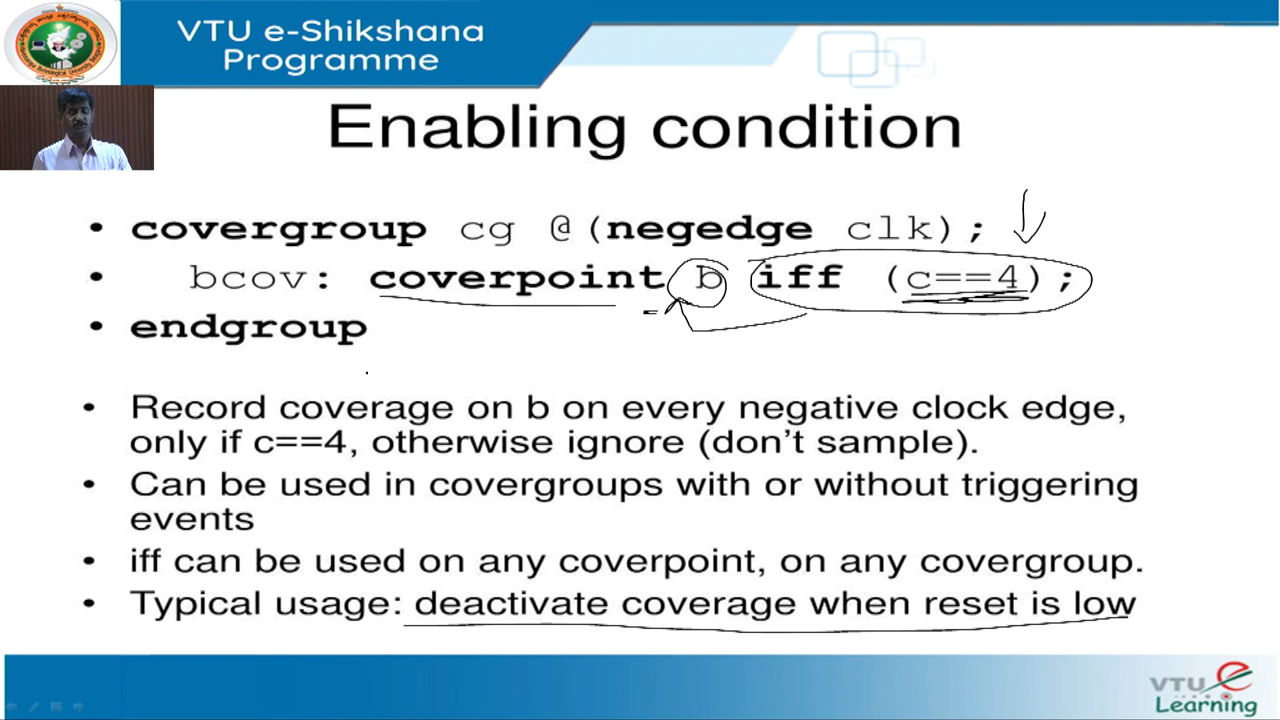 VTU e-Shikshana
Programme
Enabling condition
• covergroup cg @(negedge clk);
• bcov: coverpoint b iff (c==4);
• endgroup
• Record coverage on b on every negative clock edge,
only if c==4, otherwise ignore (don't sample).
• Can be used in covergroups with or without triggering
events
• iff can be used on any coverpoint, on any covergroup.
• Typical usage: deactivate coverage when reset is low
VTU e
Learning